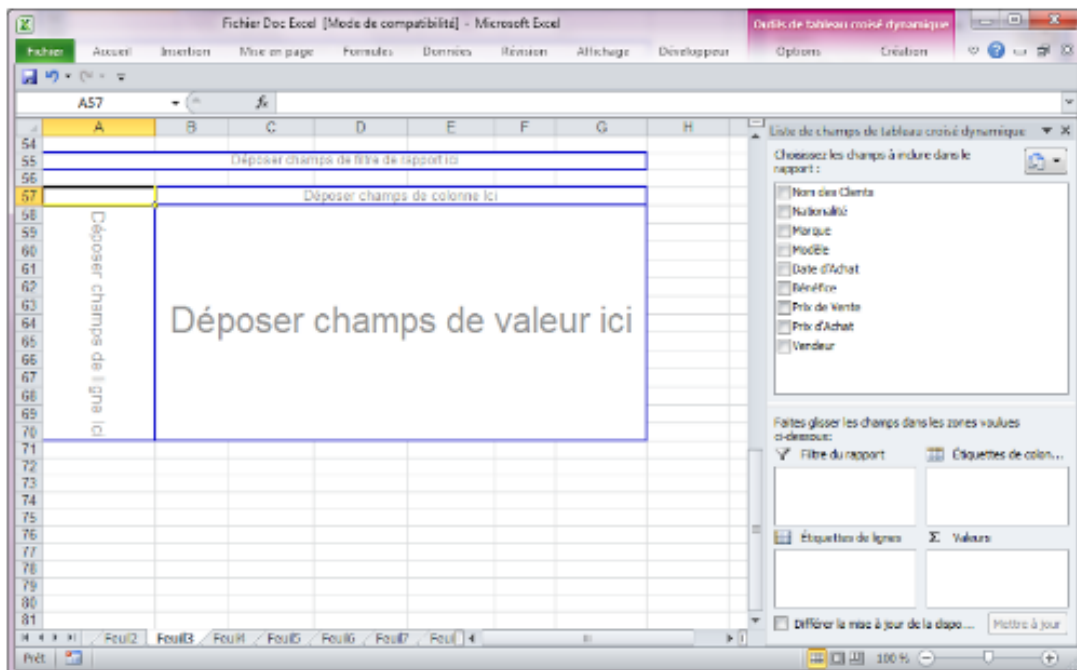 Fichier Doc Excel [Mode de compatibilité] - Microsoft Excel
Outils de tableau croisé dynamique
Fichier Accueil Insertion Mise en page Formules Données Révision Affichage Développeur Options Création
A57 fx
A B C D E F G H
Liste de champs de tableau croisé dynamique
Choisissez les champs à inclure dans le
rapport :
Nom des Clients
Nationalité
Marque
Modèle
Date d'Achat
Bénéfice
Prix de Vente
Prix d'Achat
Vendeur
54
55 Déposer champs de filtre de rapport ici
56
57 Déposer champs de colonne ici
58
59
60
61
62
63
64
65
66
67
68
69
70
71
72
73
74
75
76
77
78
79
80
81
Déposer champs de ligne ici
Déposer champs de valeur ici
Faites glisser les champs dans les zones voulues
ci-dessous:
Filtre du rapport Étiquettes de colon...
Étiquettes de lignes Σ Valeurs
Différer la mise à jour de la dispo... Mettre à jour
Feuil2 Feuil3 Feuil4 Feuil5 Feuil6 Feuil7 Feuil
Prêt 100 %